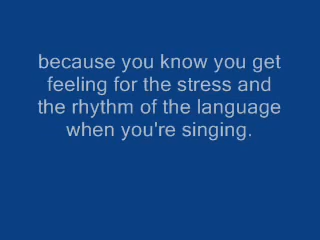 because you know you get
feeling for the stress and
the rhythm of the language
when you're singing.